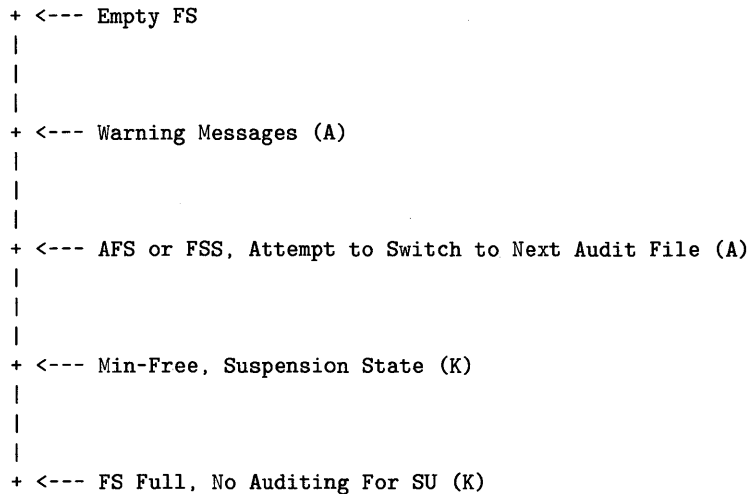 + <--- Empty FS
|
|
|
+ <--- Warning Messages (A)
|
|
|
+ <--- AFS or FSS, Attempt to Switch to Next Audit File (A)
|
|
|
+ <--- Min-Free, Suspension State (K)
|
|
|
+ <--- FS Full, No Auditing For SU (K)